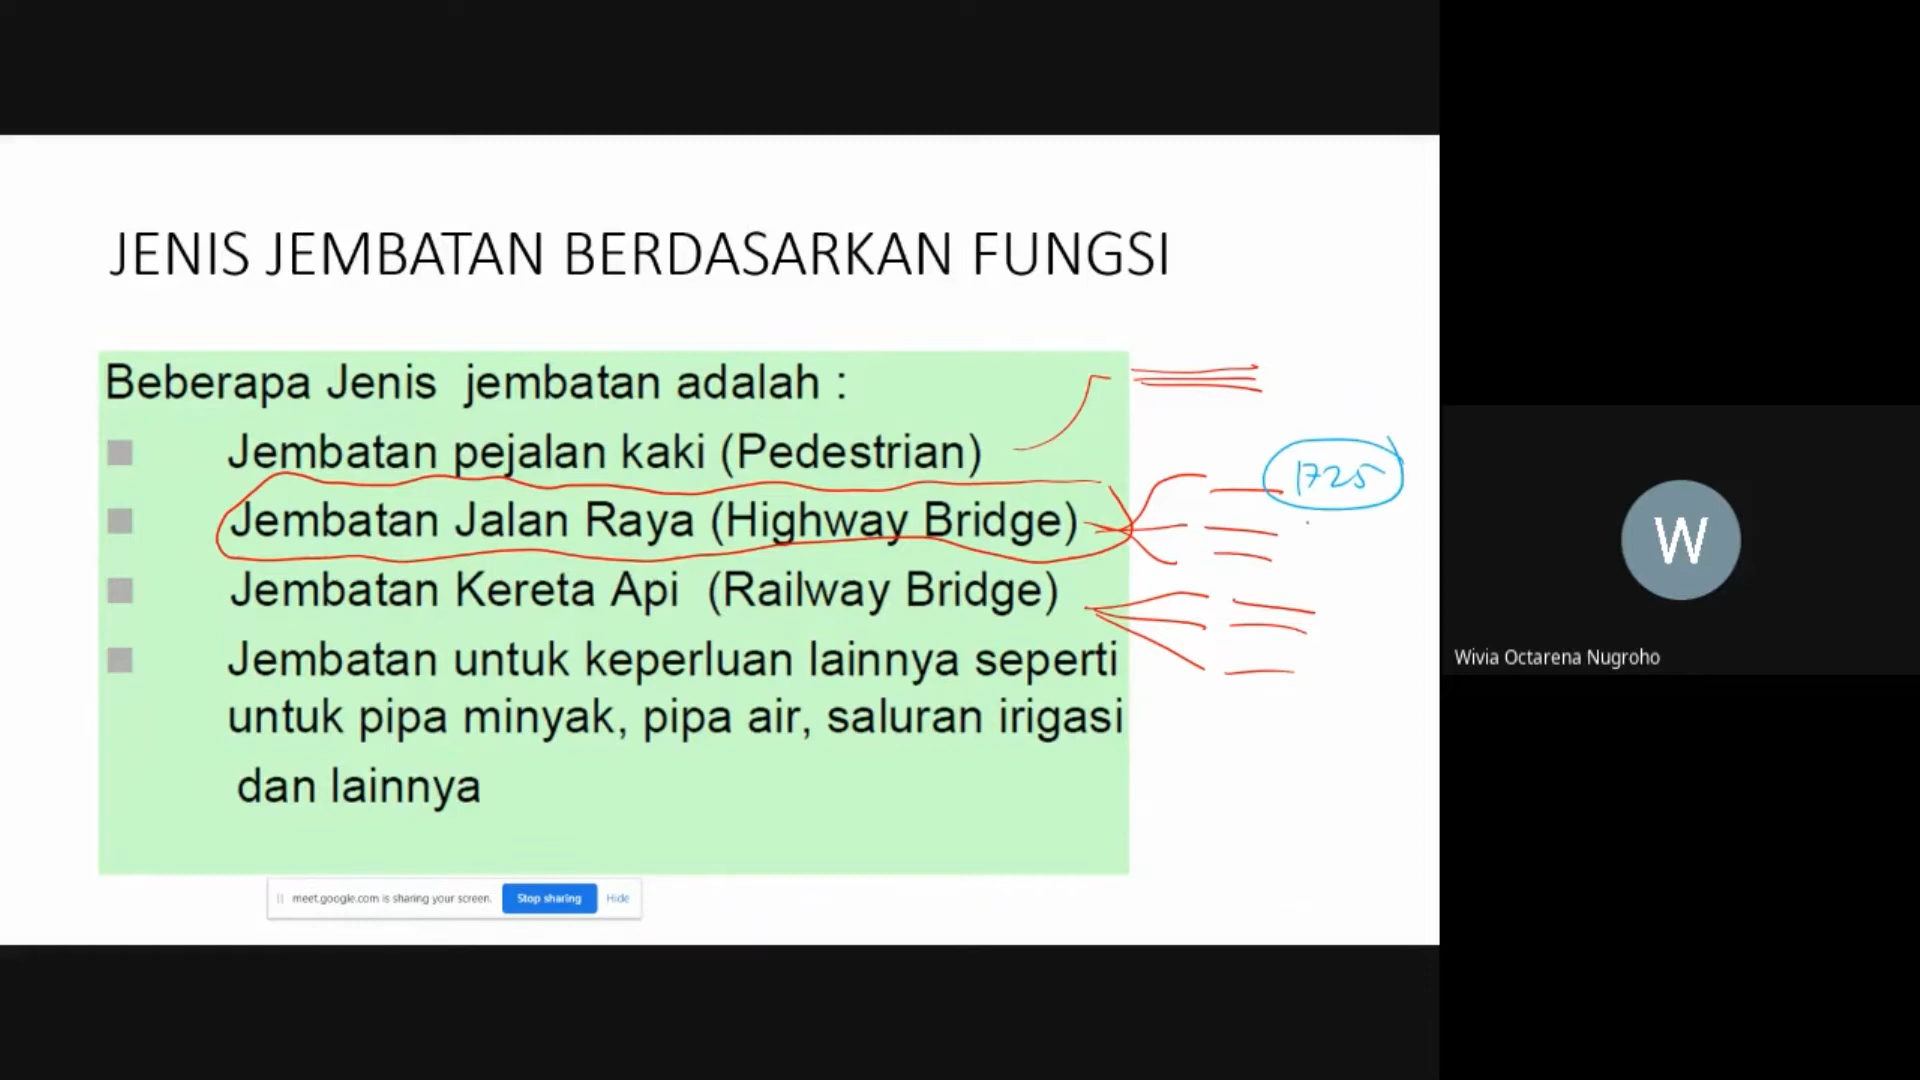 JENIS JEMBATAN BERDASARKAN FUNGSI
Beberapa Jenis jembatan adalah :
Jembatan pejalan kaki (Pedestrian)
1725
Jembatan Jalan Raya (Highway Bridge)
Jembatan Kereta Api (Railway Bridge)
Jembatan untuk keperluan lainnya seperti
untuk pipa minyak, pipa air, saluran irigasi
dan lainnya
meet.google.com is sharing your screen. Stop sharing Hide
W
Wivia Octarena Nugroho